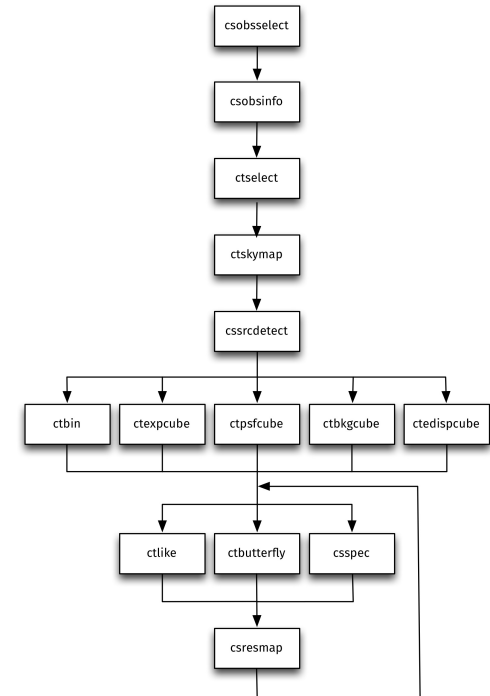 csobsselect
csobsinfo
ctselect
ctskymap
cssrcdetect
ctbin
ctexpcube
ctpsfcube
ctbkgcube
ctedispcube
ctlike
ctbutterfly
csspec
csresmap